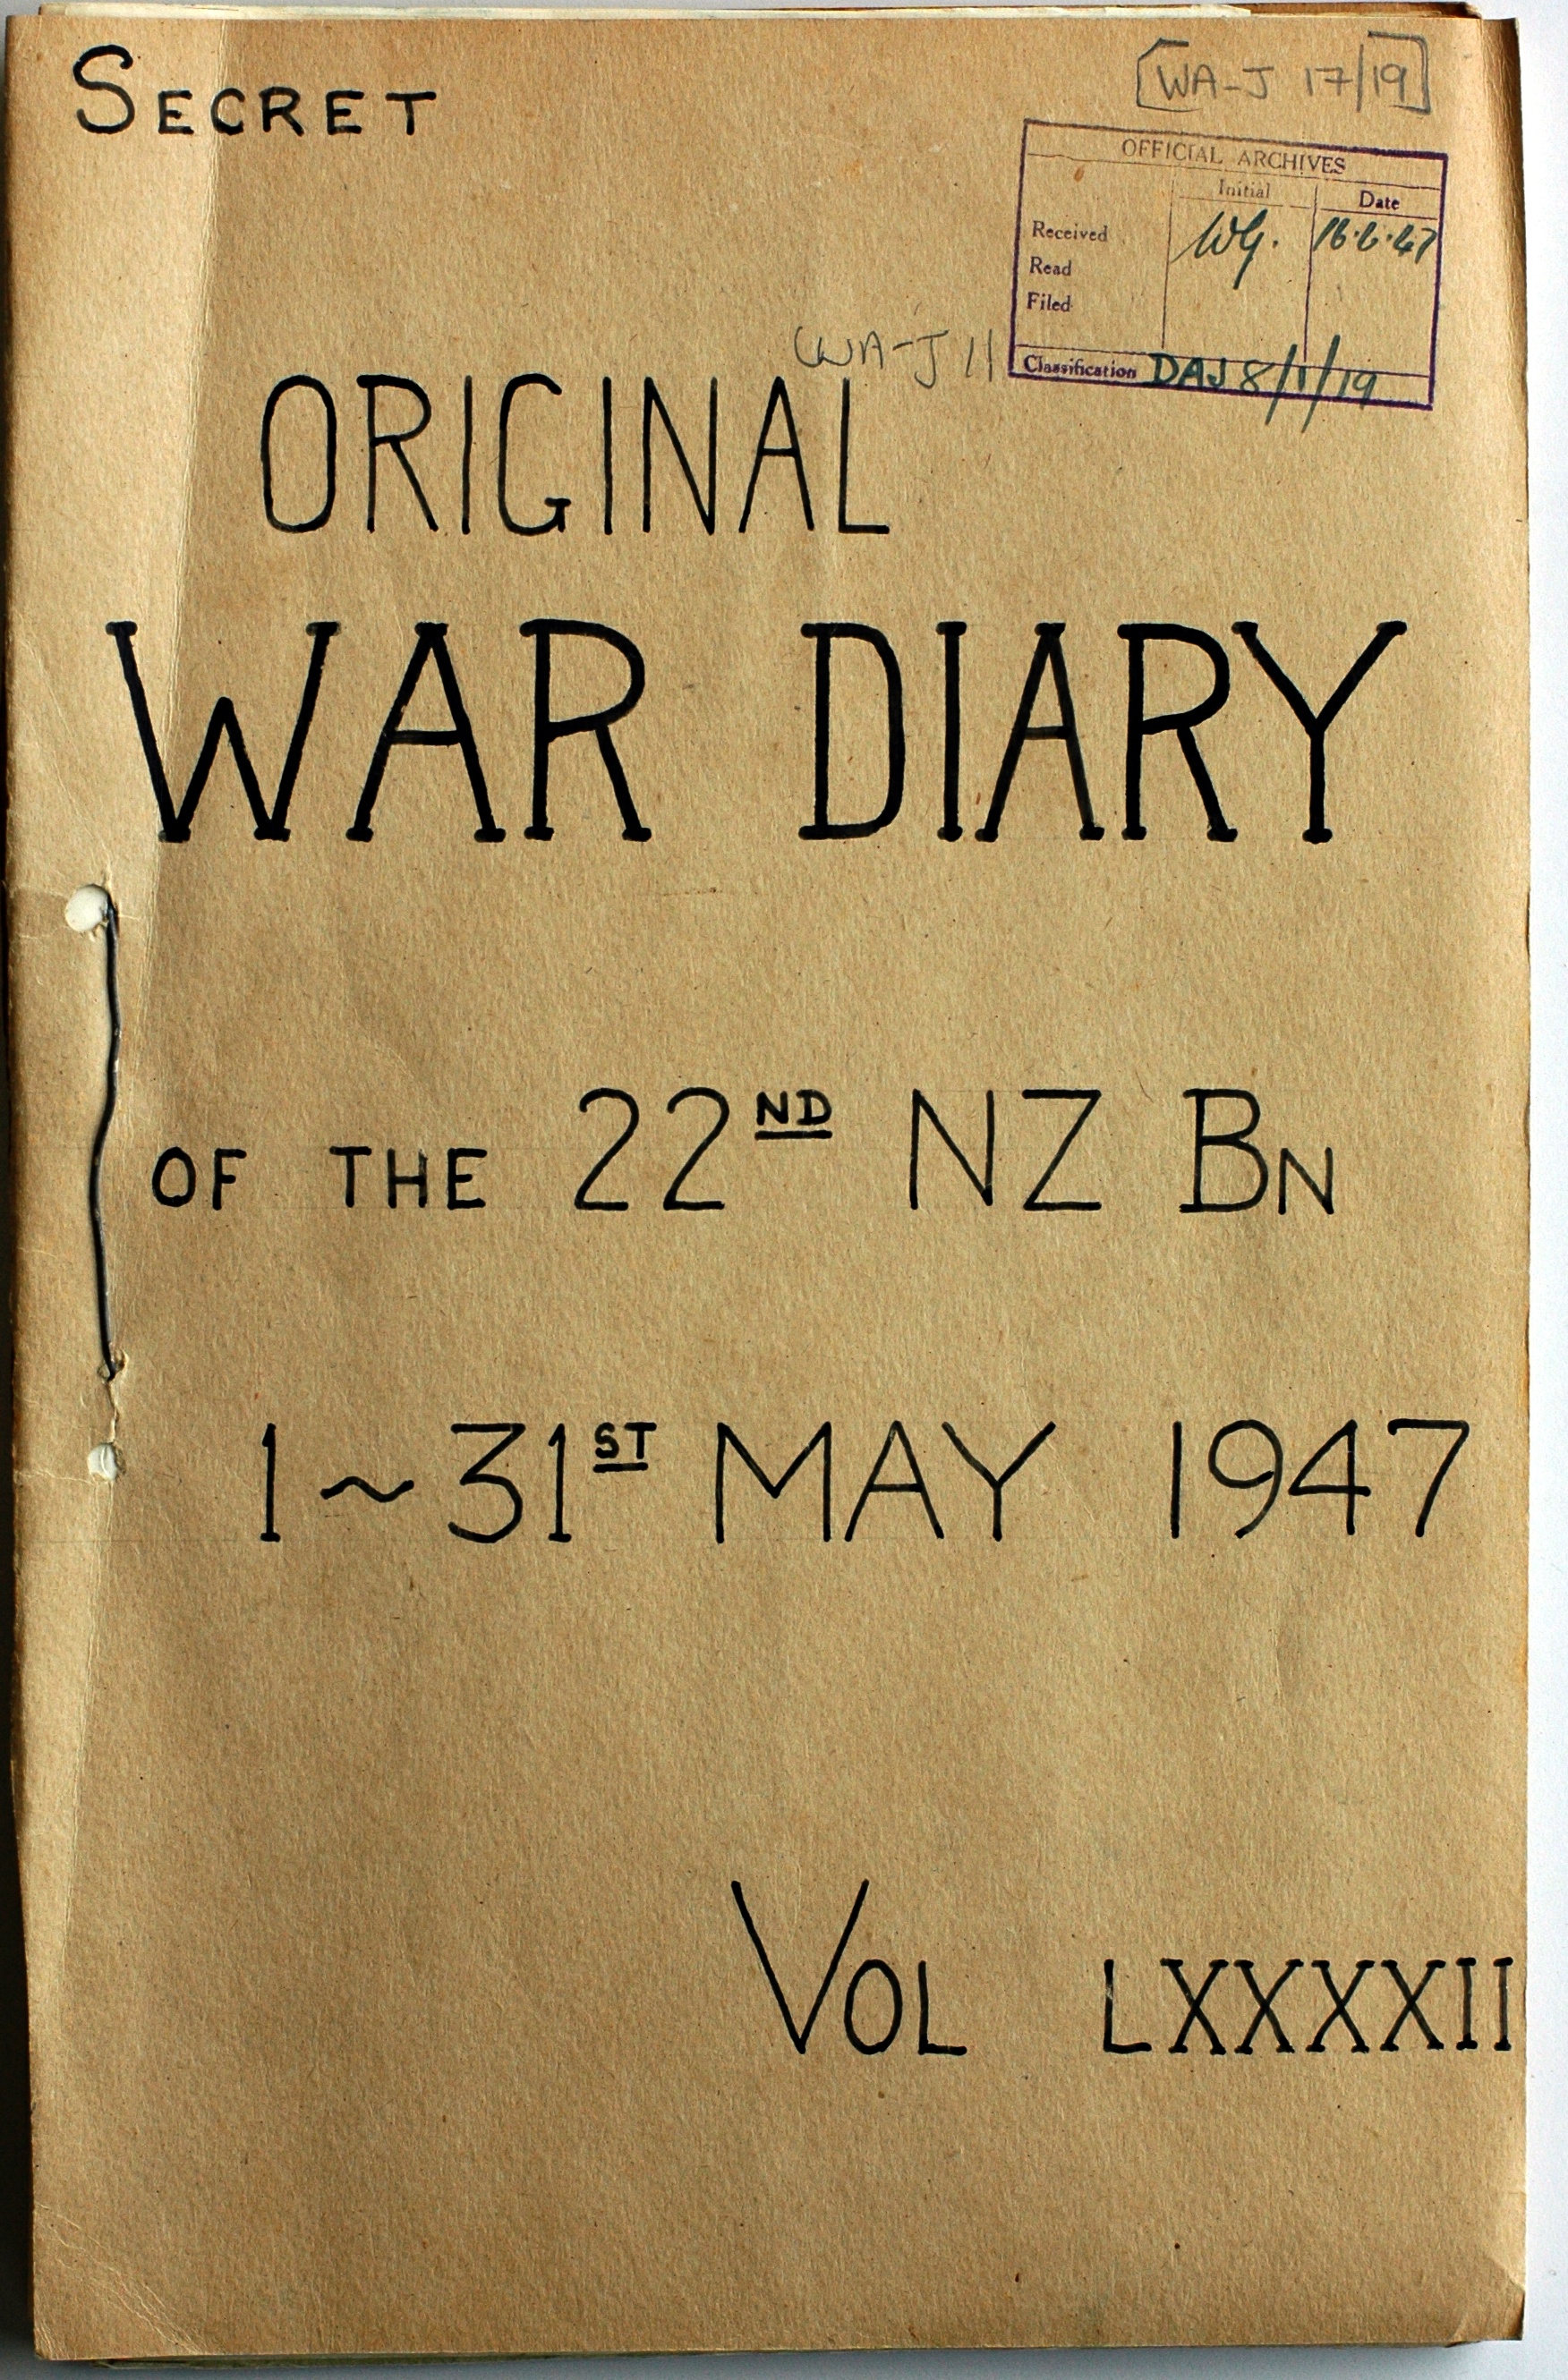 SECRET
[WA-J 17/19]
OFFICIAL ARCHIVES
Initial Date
Received WG. 16·6·47
Read
Filed
Classification DAJ 8/1/19
WA-J 11
ORIGINAL
WAR DIARY
OF THE 22ND NZ BN
1~31ST MAY 1947
VOL LXXXXII